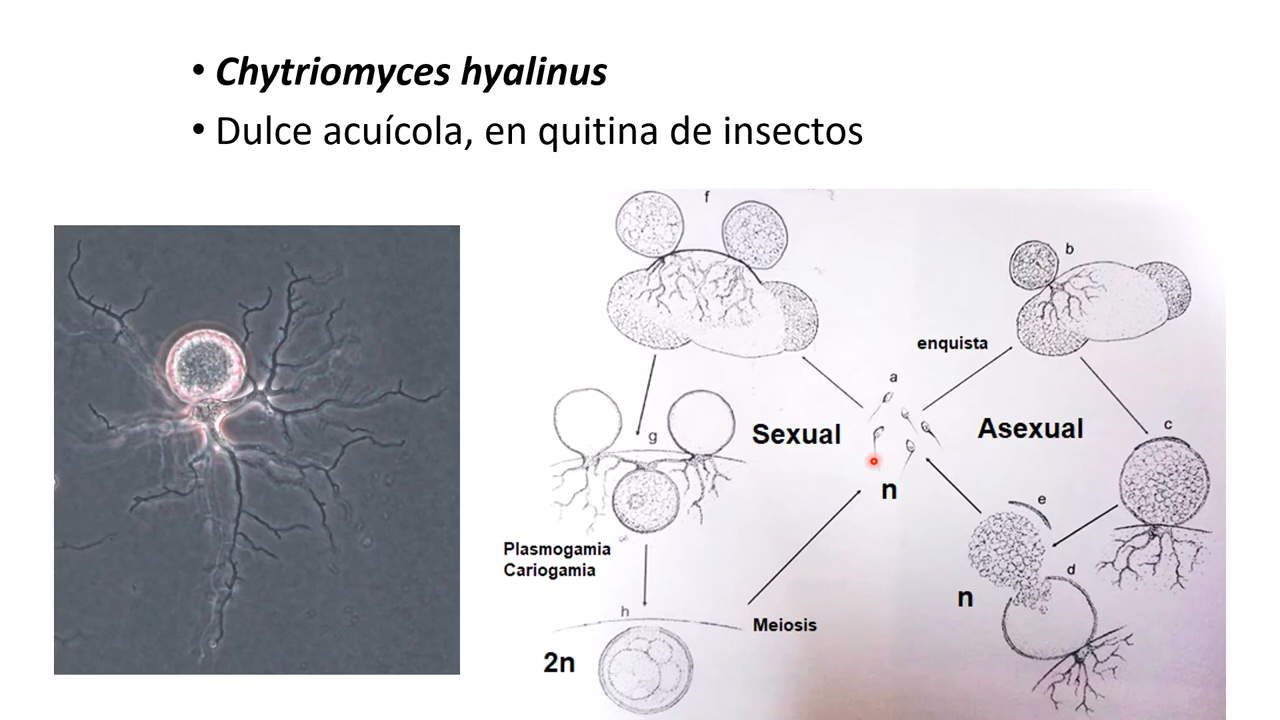 • Chytriomyces hyalinus
• Dulce acuícola, en quitina de insectos
f
b
enquista
a
Sexual
Asexual
c
g
n
e
Plasmogamia
Cariogamia
d
n
h
Meiosis
2n